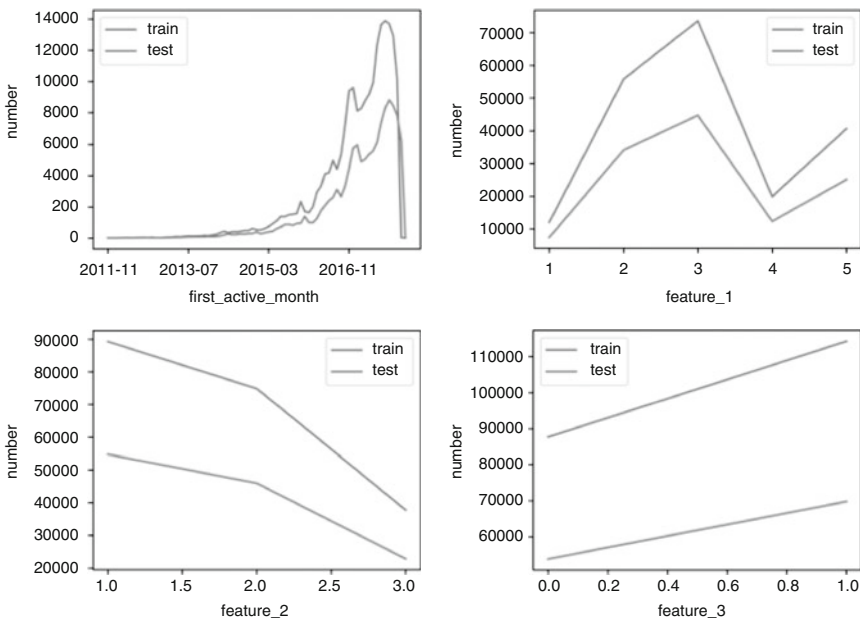 14000
12000
10000
8000
6000
4000
200
0
number
train
test
2011-11 2013-07 2015-03 2016-11
first_active_month
70000
60000
50000
40000
30000
20000
10000
number
train
test
1 2 3 4 5
feature_1
90000
80000
70000
60000
50000
40000
30000
20000
number
train
test
1.0 1.5 2.0 2.5 3.0
feature_2
110000
100000
90000
80000
70000
60000
number
train
test
0.0 0.2 0.4 0.6 0.8 1.0
feature_3